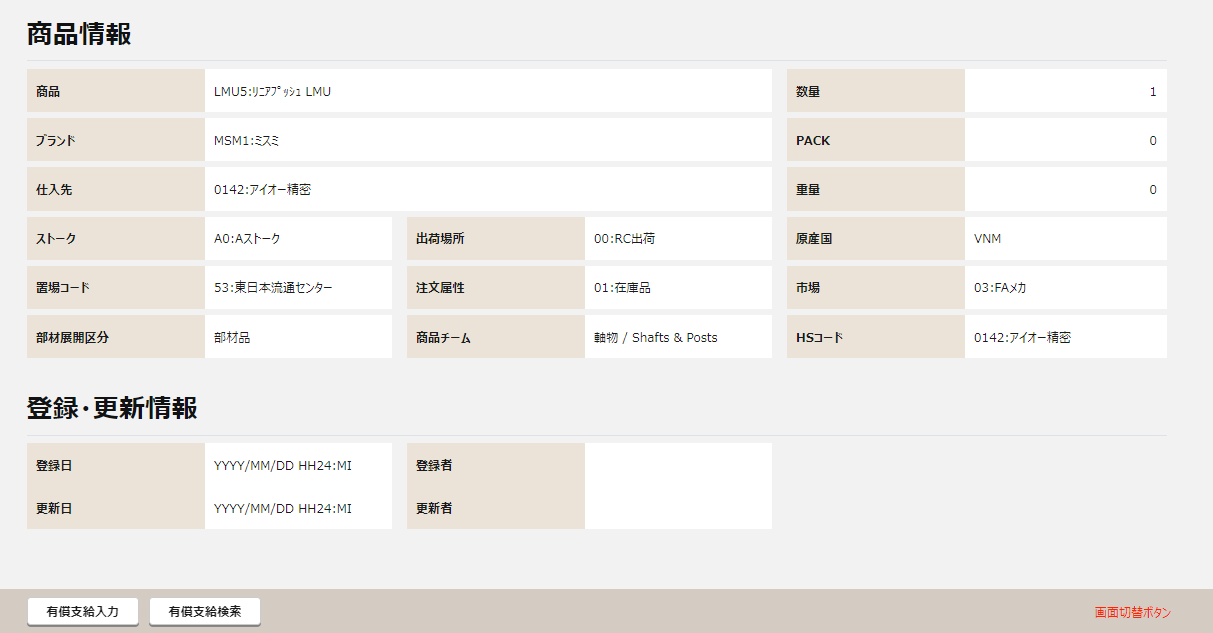 商品情報
商品 LMU5:ﾘﾆｱﾌﾟｯｼｭ LMU 数量 1
ブランド MSM1:ミスミ PACK 0
仕入先 0142:アイオー精密 重量 0
ストーク A0:Aストーク 出荷場所 00:RC出荷 原産国 VNM
置場コード 53:東日本流通センター 注文属性 01:在庫品 市場 03:FAメカ
部材展開区分 部材品 商品チーム 軸物 / Shafts & Posts HSコード 0142:アイオー精密
登録･更新情報
登録日 YYYY/MM/DD HH24:MI 登録者
更新日 YYYY/MM/DD HH24:MI 更新者
有償支給入力 有償支給検索 画面切替ボタン